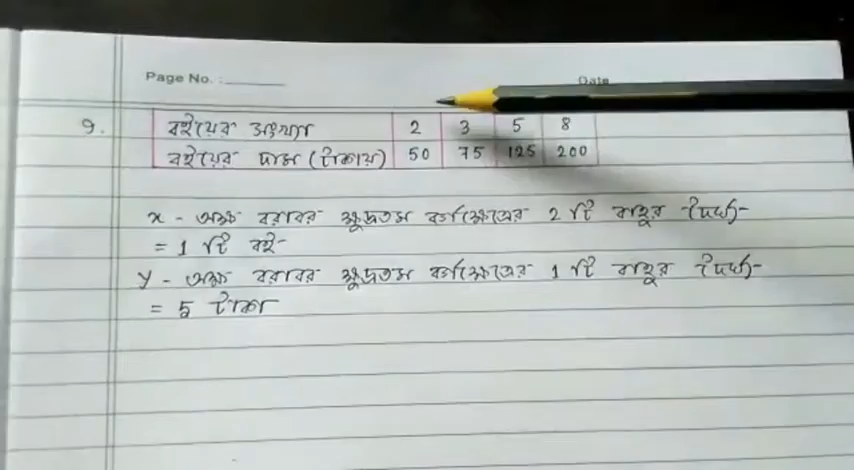 Page No. :
Date
9. বইয়ের সংখ্যা 2 3 5 8
বইয়ের দাম (টাকায়) 50 75 125 200
x - অক্ষ বরাবর ক্ষুদ্রতম বর্গক্ষেত্রের 2 টি বাহুর দৈর্ঘ্য
= 1 টি বই
y - অক্ষ বরাবর ক্ষুদ্রতম বর্গক্ষেত্রের 1 টি বাহুর দৈর্ঘ্য
= 5 টাকা